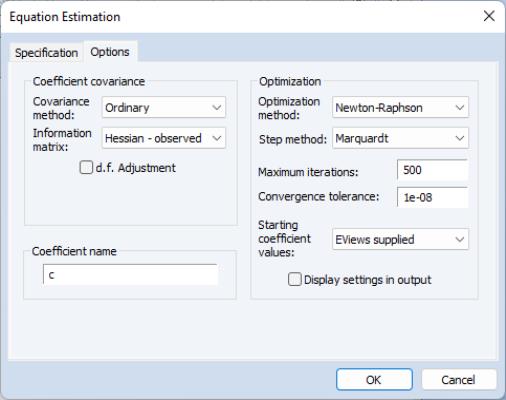 Equation Estimation
Specification
Options
Coefficient covariance
Covariance
method:
Ordinary
Information
matrix:
Hessian - observed
d.f. Adjustment
Coefficient name
c
Optimization
Optimization
method:
Newton-Raphson
Step method:
Marquardt
Maximum iterations:
500
Convergence tolerance:
1e-08
Starting
coefficient
values:
EViews supplied
Display settings in output
OK
Cancel